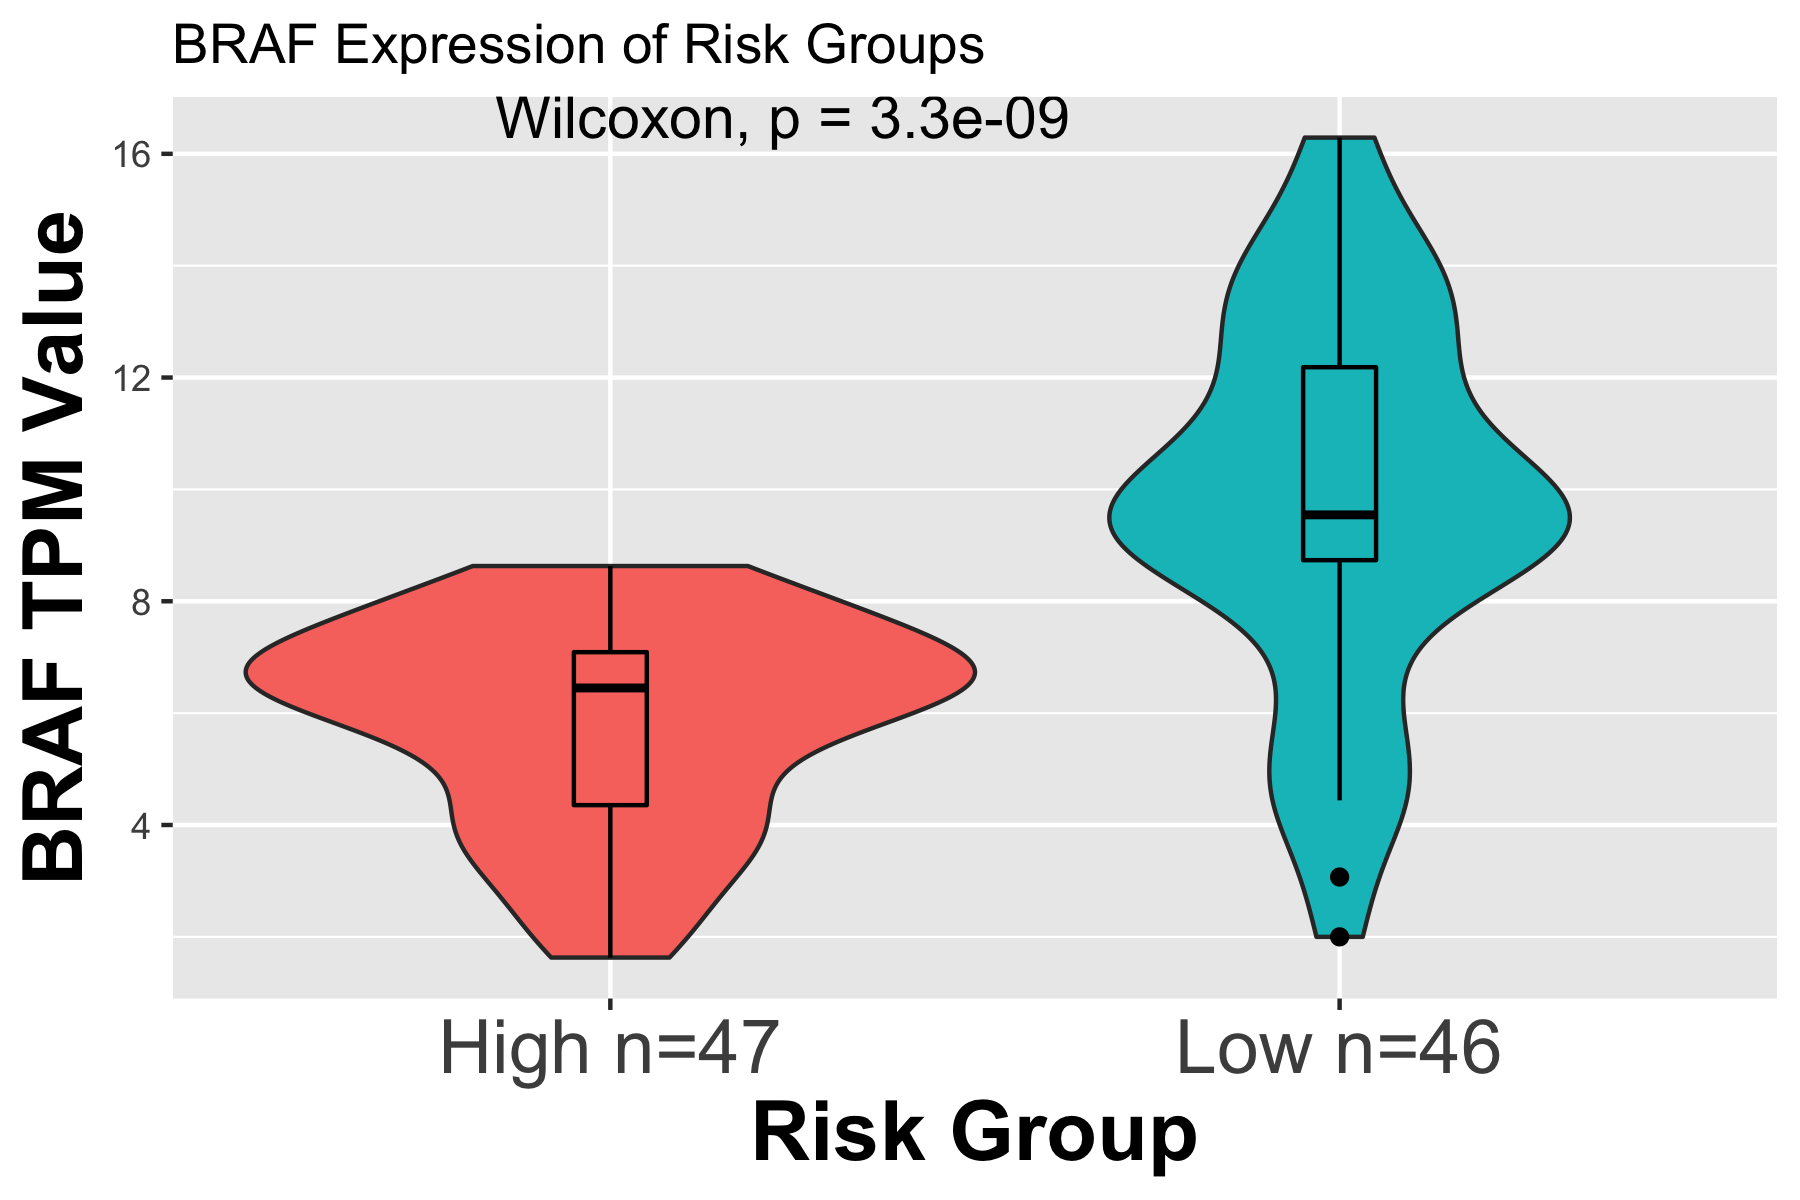 BRAF Expression of Risk Groups
Wilcoxon, p = 3.3e-09
BRAF TPM Value
16
12
8
4
High n=47
Low n=46
Risk Group